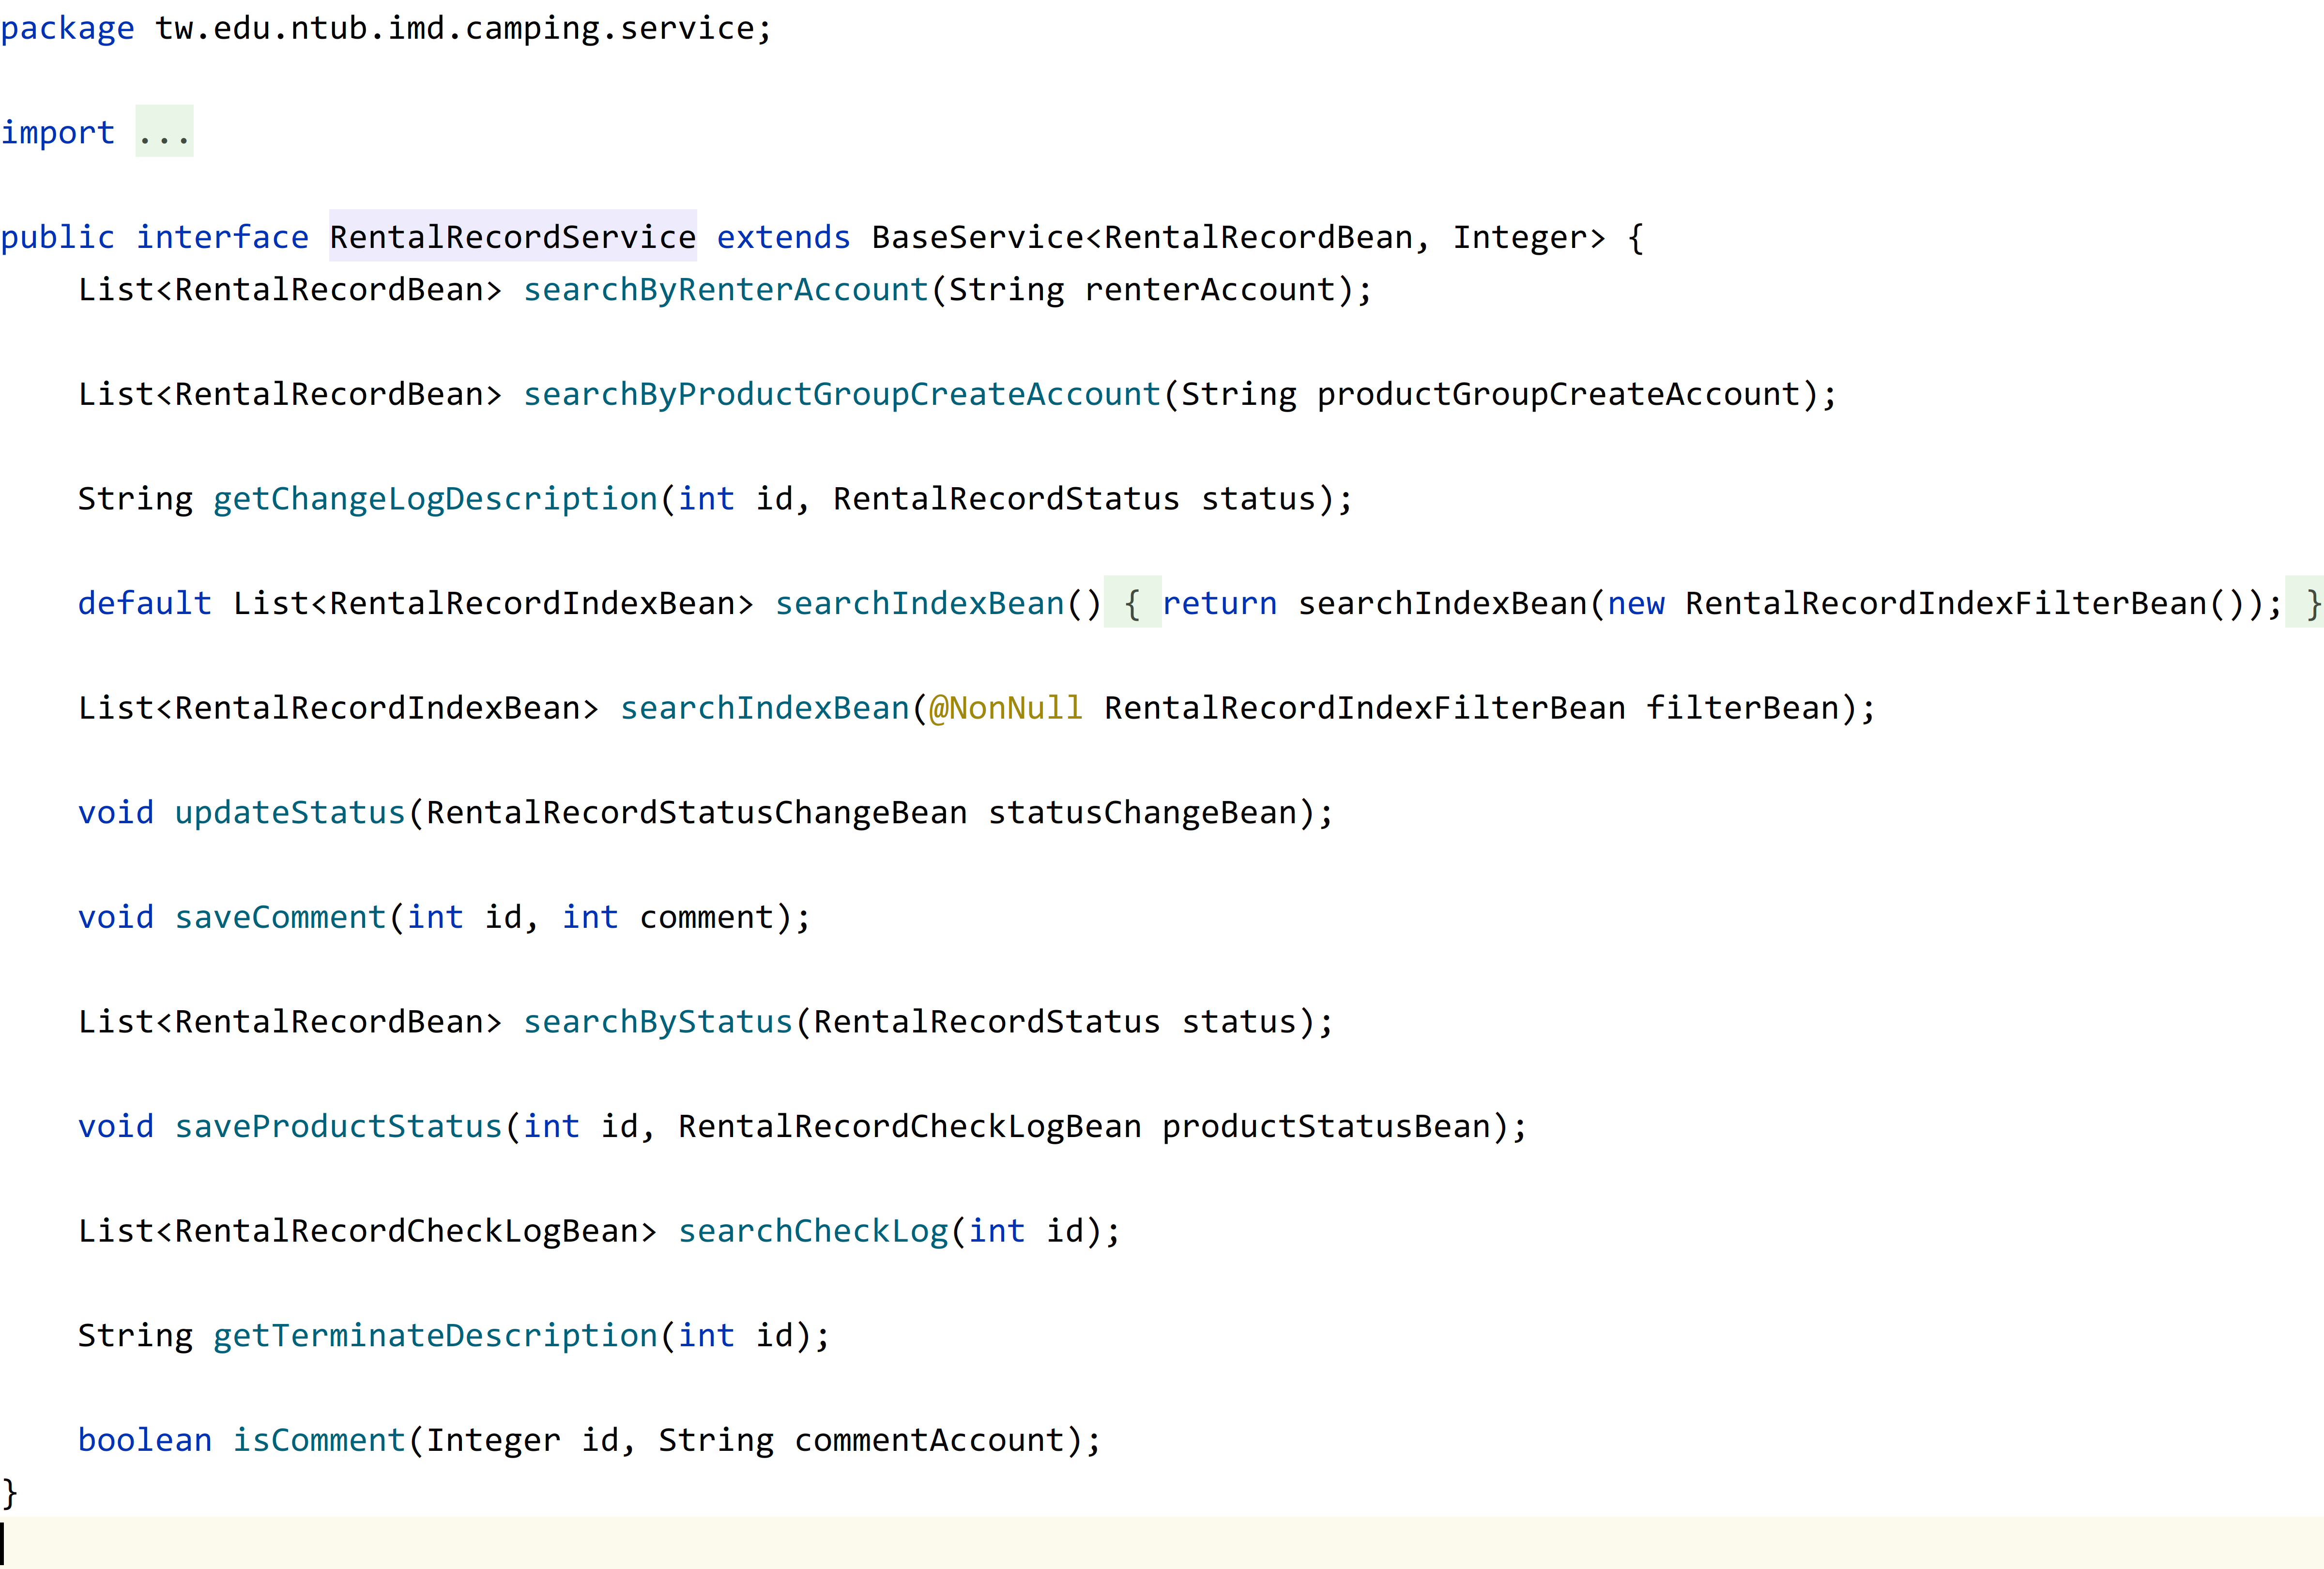 package tw.edu.ntub.imd.camping.service;
import ...
public interface RentalRecordService extends BaseService<RentalRecordBean, Integer> {
    List<RentalRecordBean> searchByRenterAccount(String renterAccount);
    List<RentalRecordBean> searchByProductGroupCreateAccount(String productGroupCreateAccount);
    String getChangeLogDescription(int id, RentalRecordStatus status);
    default List<RentalRecordIndexBean> searchIndexBean() { return searchIndexBean(new RentalRecordIndexFilterBean()); }
    List<RentalRecordIndexBean> searchIndexBean(@NonNull RentalRecordIndexFilterBean filterBean);
    void updateStatus(RentalRecordStatusChangeBean statusChangeBean);
    void saveComment(int id, int comment);
    List<RentalRecordBean> searchByStatus(RentalRecordStatus status);
    void saveProductStatus(int id, RentalRecordCheckLogBean productStatusBean);
    List<RentalRecordCheckLogBean> searchCheckLog(int id);
    String getTerminateDescription(int id);
    boolean isComment(Integer id, String commentAccount);
}